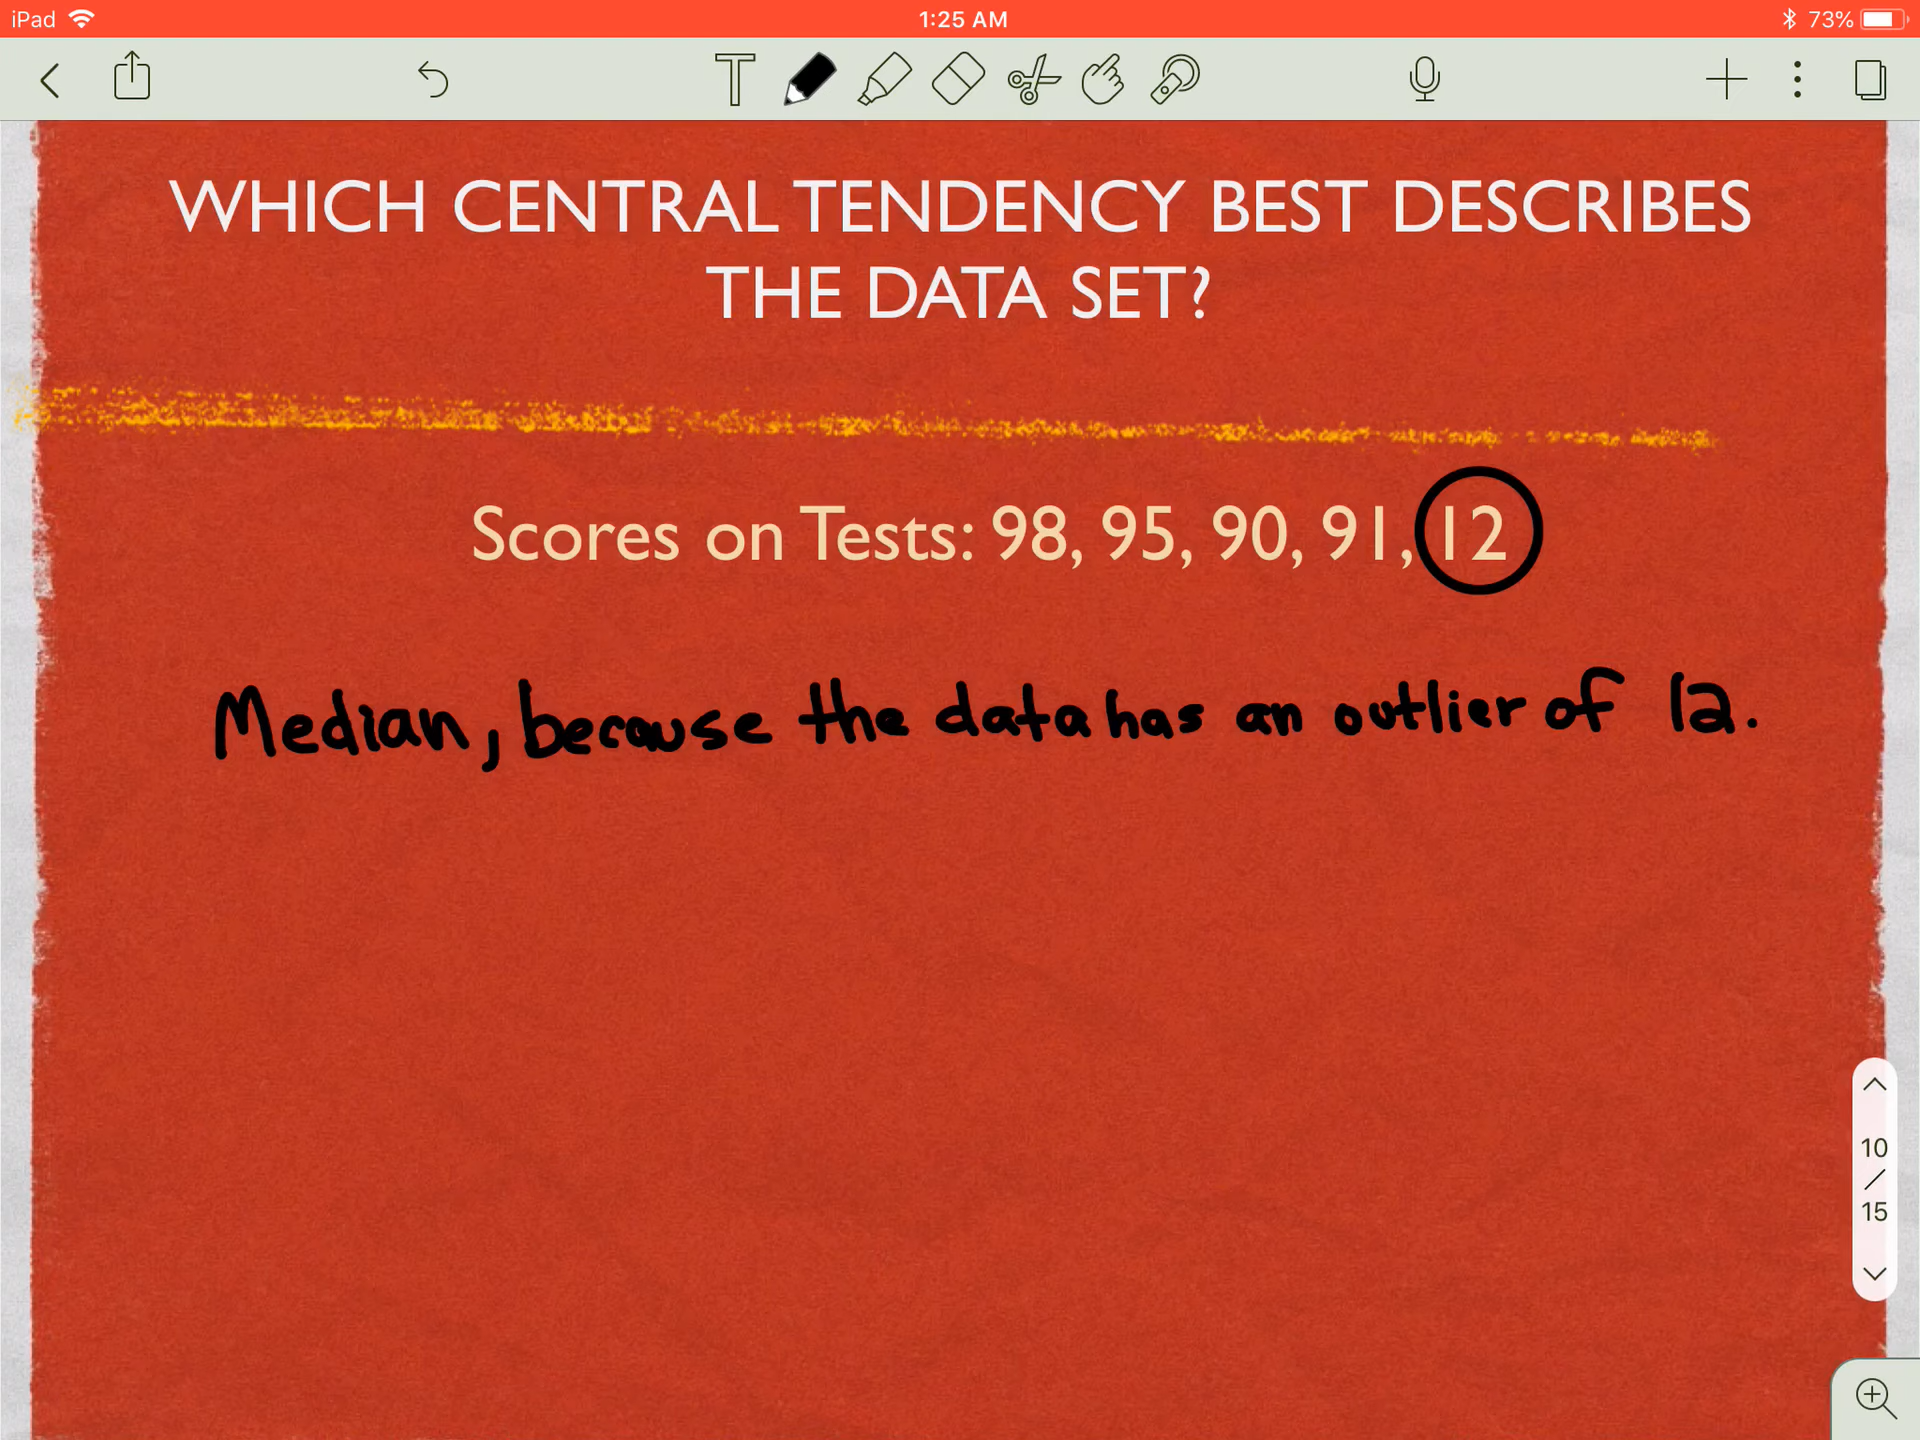 iPad 1:25 AM 73%
T
WHICH CENTRAL TENDENCY BEST DESCRIBES
THE DATA SET?
Scores on Tests: 98, 95, 90, 91, 12
Median, because the data has an outlier of 12.
10
/
15